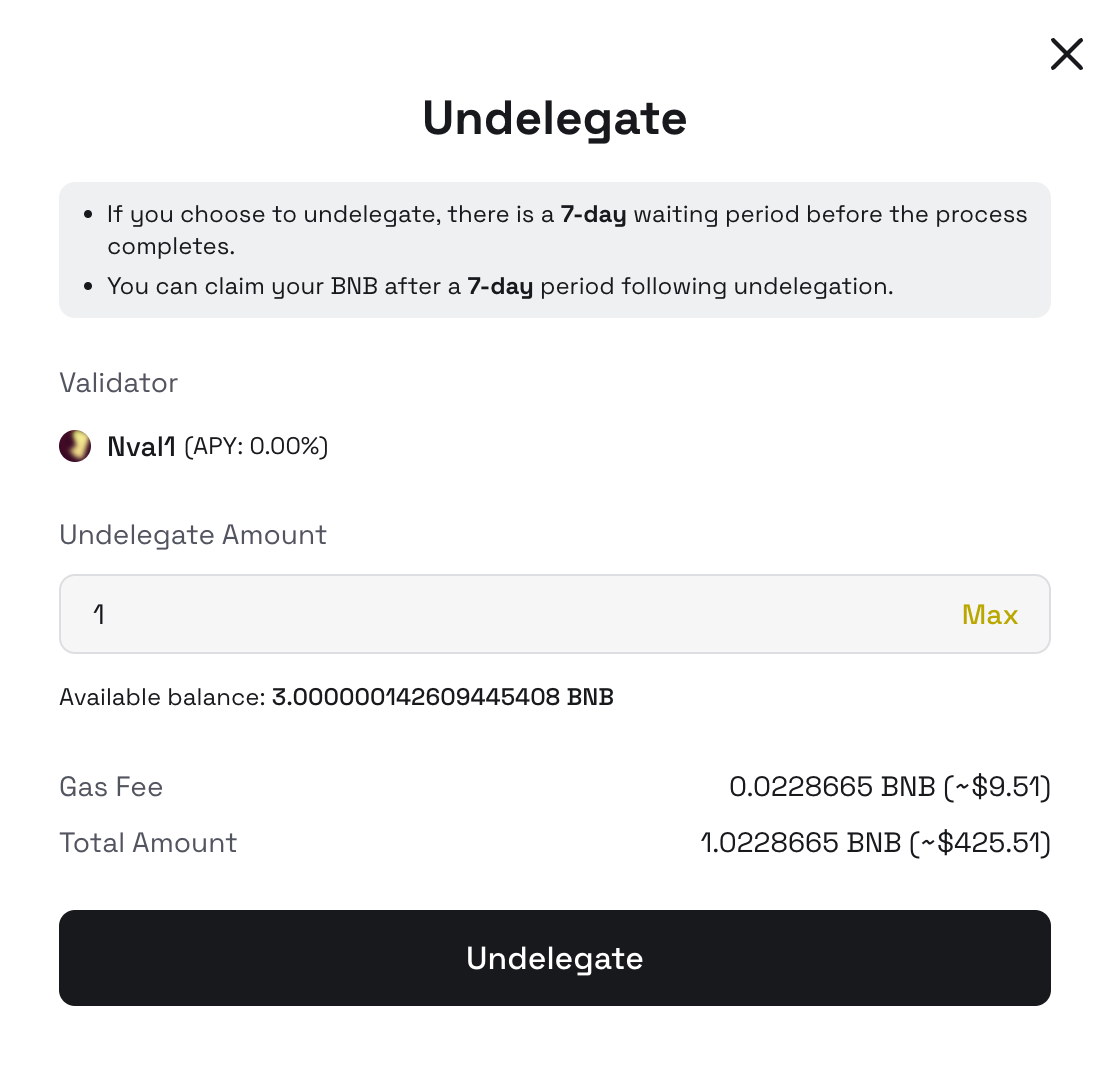 Undelegate
• If you choose to undelegate, there is a 7-day waiting period before the process
completes.
• You can claim your BNB after a 7-day period following undelegation.
Validator
Nval1 (APY: 0.00%)
Undelegate Amount
1 Max
Available balance: 3.000000142609445408 BNB
Gas Fee 0.0228665 BNB (~$9.51)
Total Amount 1.0228665 BNB (~$425.51)
Undelegate